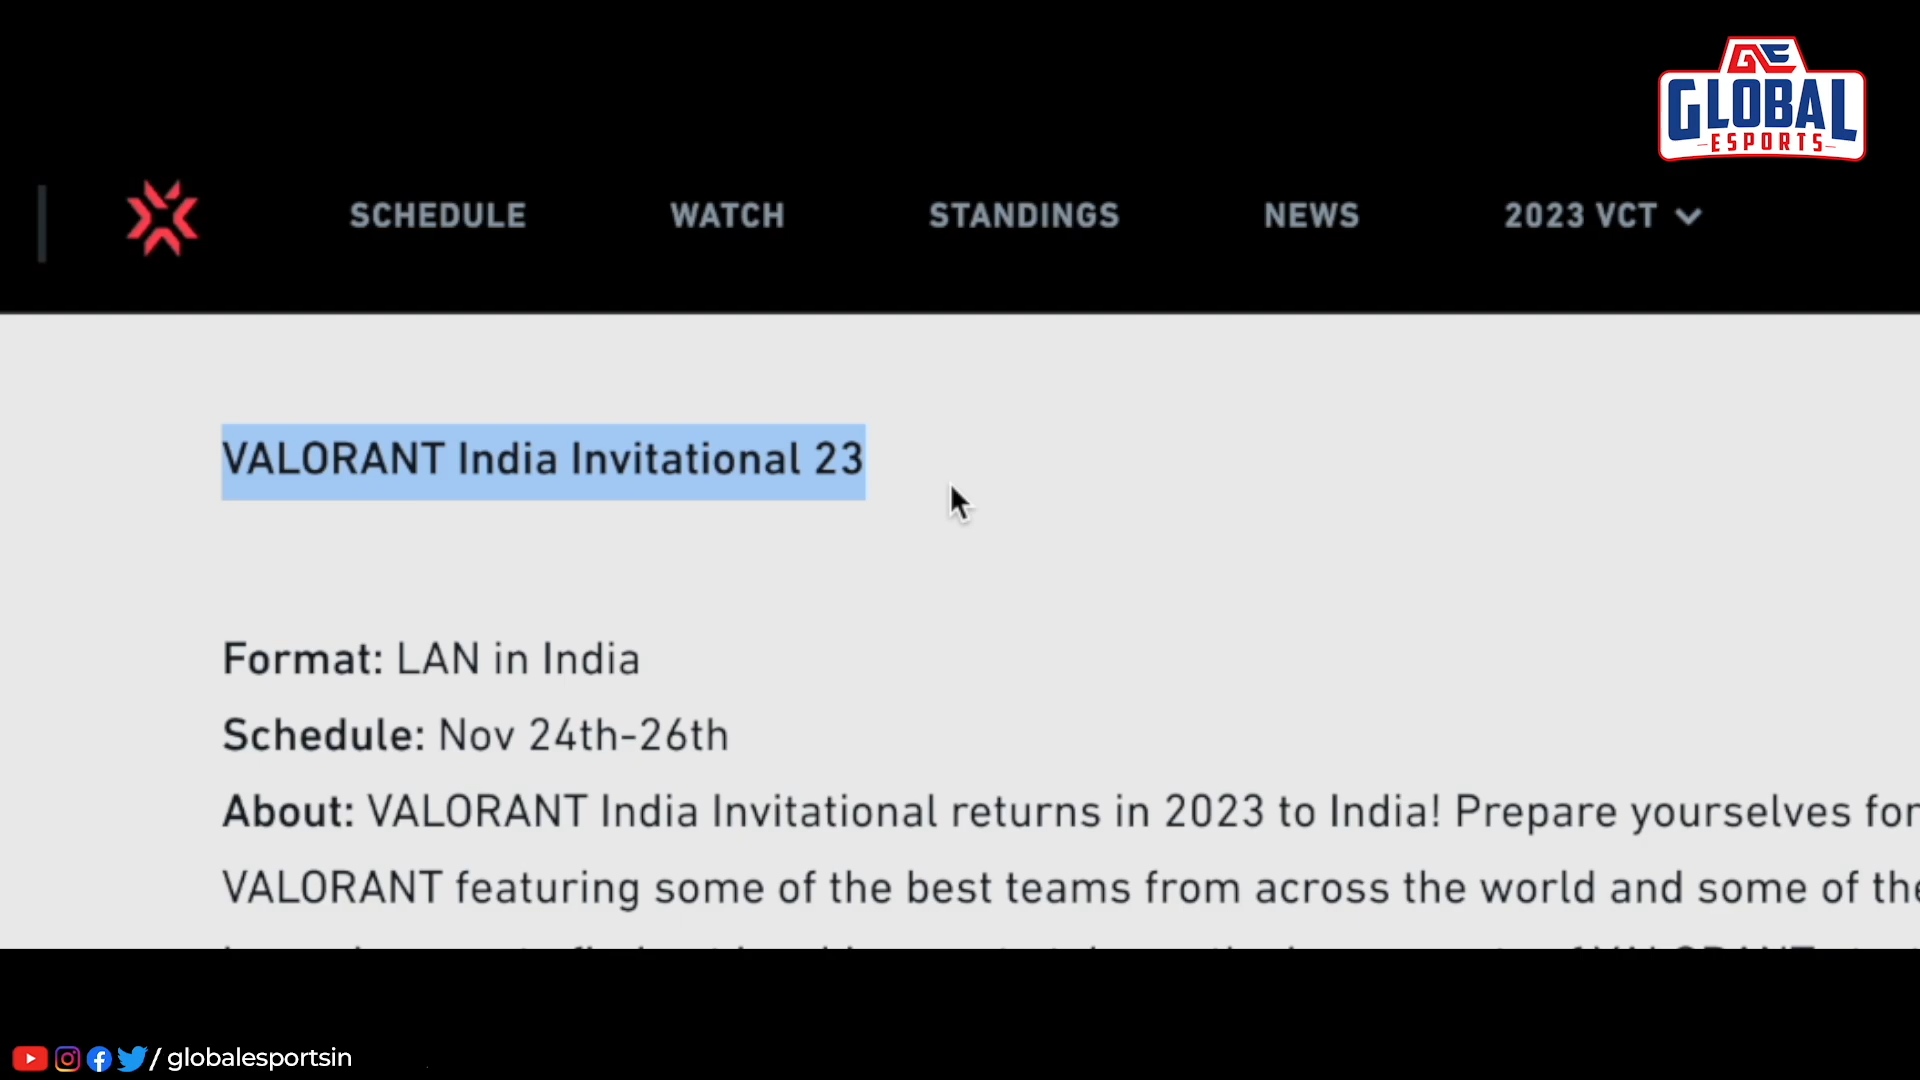 GE
GLOBAL
ESPORTS
SCHEDULE WATCH STANDINGS NEWS 2023 VCT
VALORANT India Invitational 23
Format: LAN in India
Schedule: Nov 24th-26th
About: VALORANT India Invitational returns in 2023 to India! Prepare yourselves for
VALORANT featuring some of the best teams from across the world and some of the
/ globalesportsin